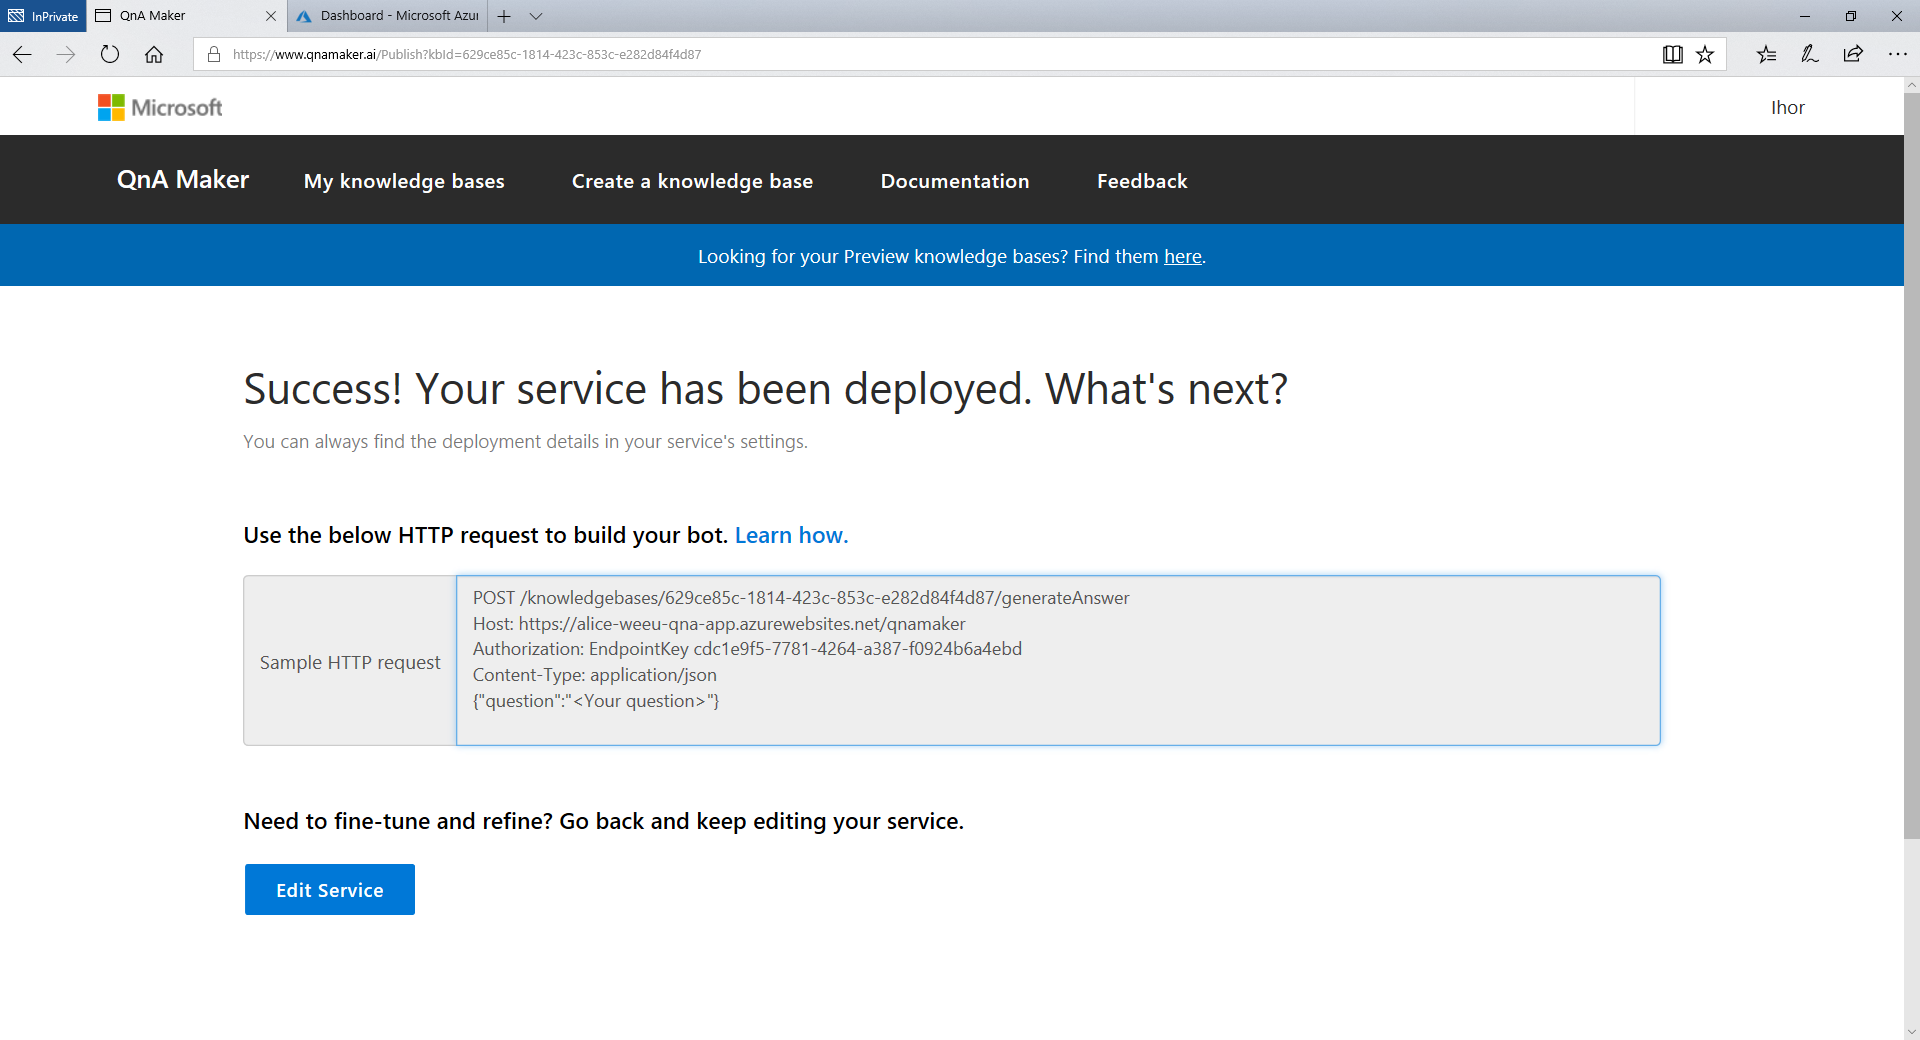 InPrivate
QnA Maker
Dashboard - Microsoft Azu
https://www.qnamaker.ai/Publish?kbId=629ce85c-1814-423c-853c-e282d84f4d87
Microsoft
Ihor
QnA Maker
My knowledge bases
Create a knowledge base
Documentation
Feedback
Looking for your Preview knowledge bases? Find them here.
Success! Your service has been deployed. What's next?
You can always find the deployment details in your service's settings.
Use the below HTTP request to build your bot. Learn how.
Sample HTTP request
POST /knowledgebases/629ce85c-1814-423c-853c-e282d84f4d87/generateAnswer
Host: https://alice-weeu-qna-app.azurewebsites.net/qnamaker
Authorization: EndpointKey cdc1e9f5-7781-4264-a387-f0924b6a4ebd
Content-Type: application/json
{"question":"<Your question>"}
Need to fine-tune and refine? Go back and keep editing your service.
Edit Service